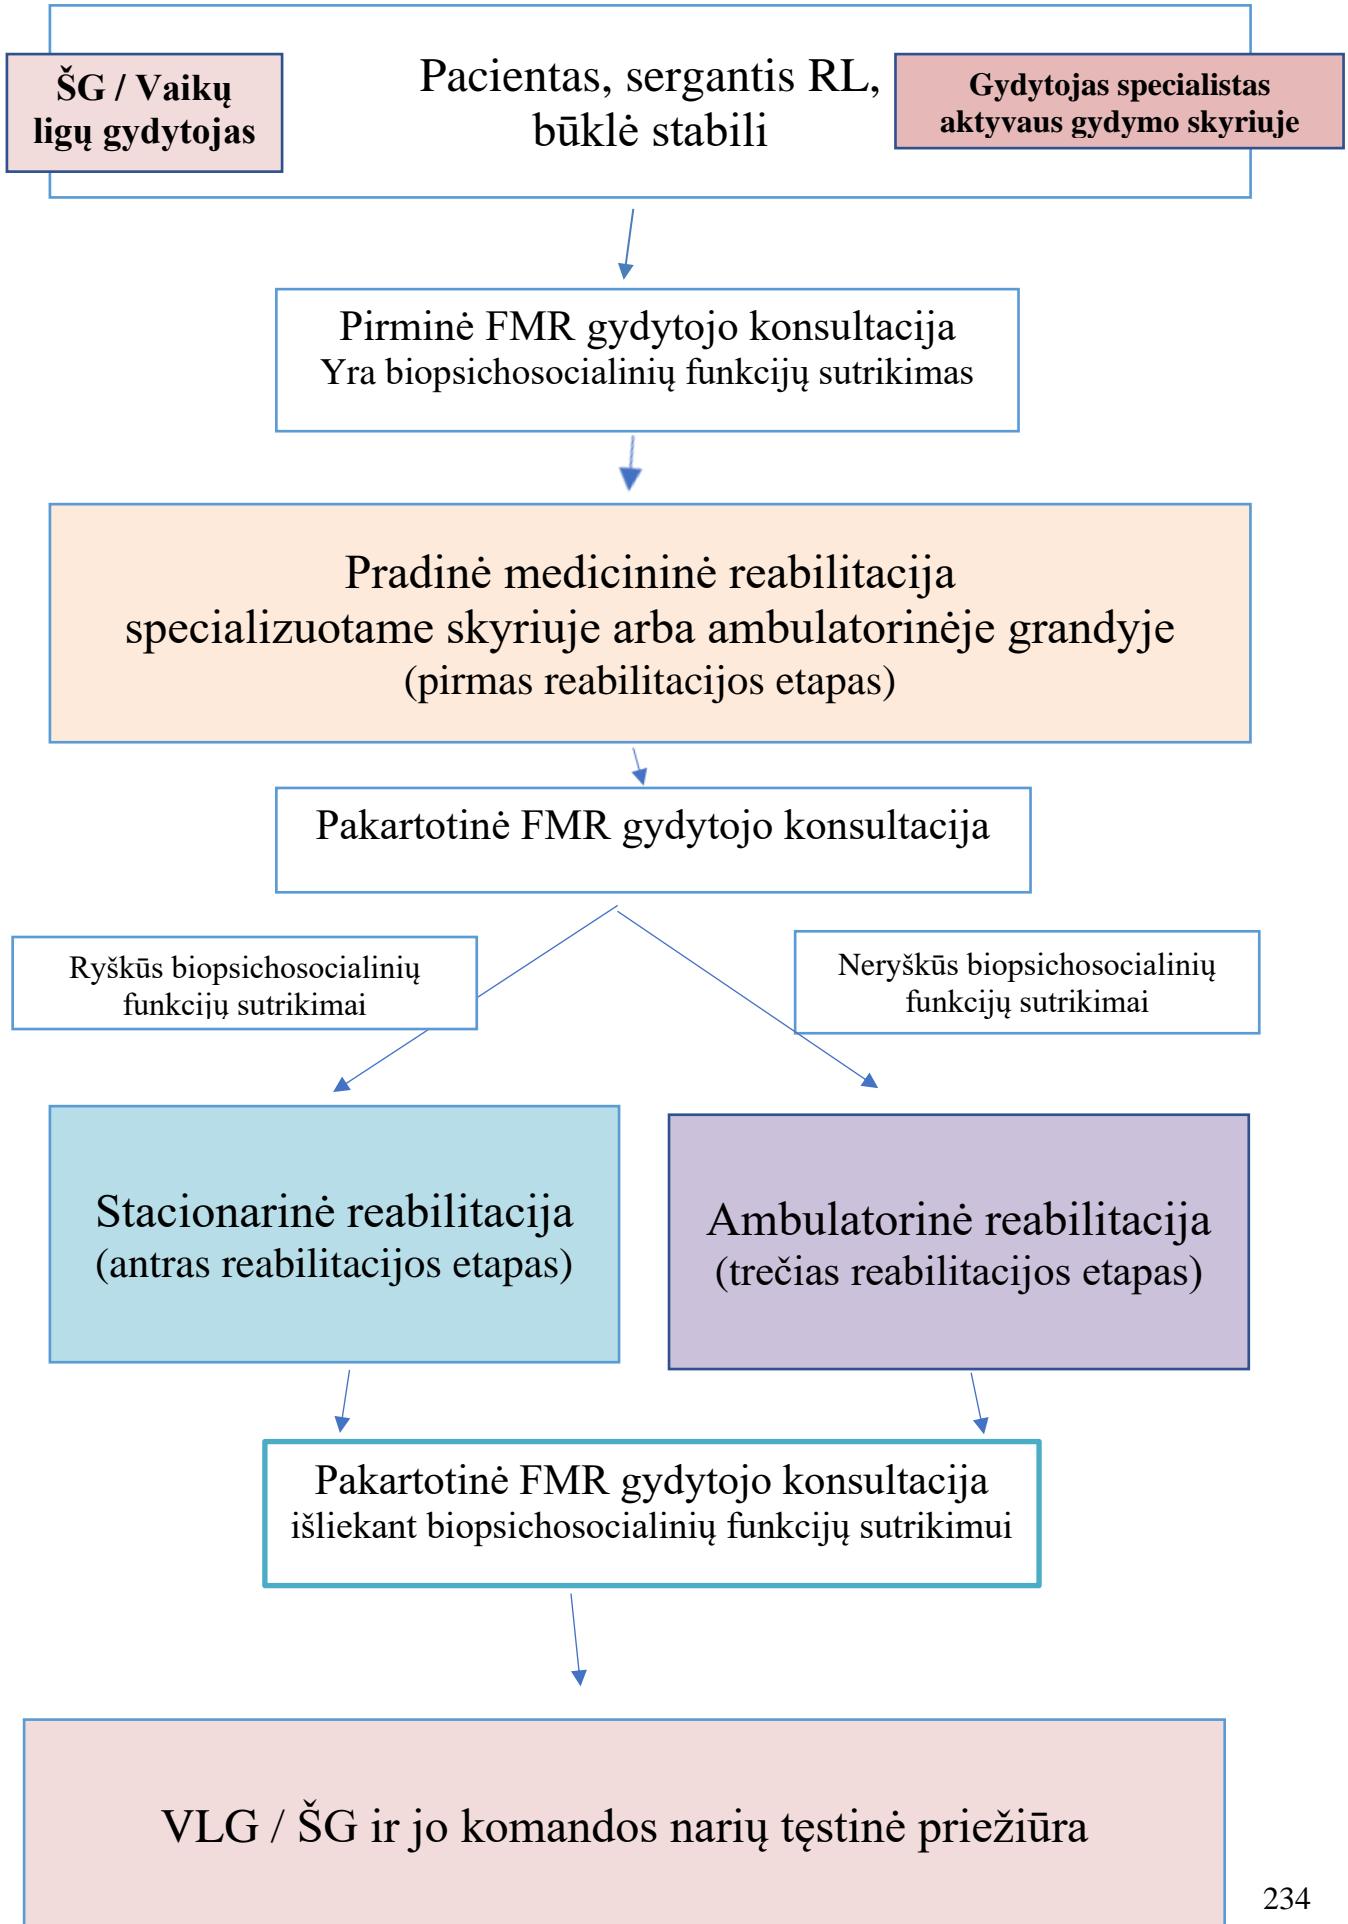 ŠG / Vaikų
ligų gydytojas
Pacientas, sergantis RL,
būklė stabili
Gydytojas specialistas
aktyvaus gydymo skyriuje
Pirminė FMR gydytojo konsultacija
Yra biopsichosocialinių funkcijų sutrikimas
Pradinė medicininė reabilitacija
specializuotame skyriuje arba ambulatorinėje grandyje
(pirmas reabilitacijos etapas)
Pakartotinė FMR gydytojo konsultacija
Ryškūs biopsichosocialinių
funkcijų sutrikimai
Neryškūs biopsichosocialinių
funkcijų sutrikimai
Stacionarinė reabilitacija
(antras reabilitacijos etapas)
Ambulatorinė reabilitacija
(trečias reabilitacijos etapas)
Pakartotinė FMR gydytojo konsultacija
išliekant biopsichosocialinių funkcijų sutrikimui
VLG / ŠG ir jo komandos narių tęstinė priežiūra
234